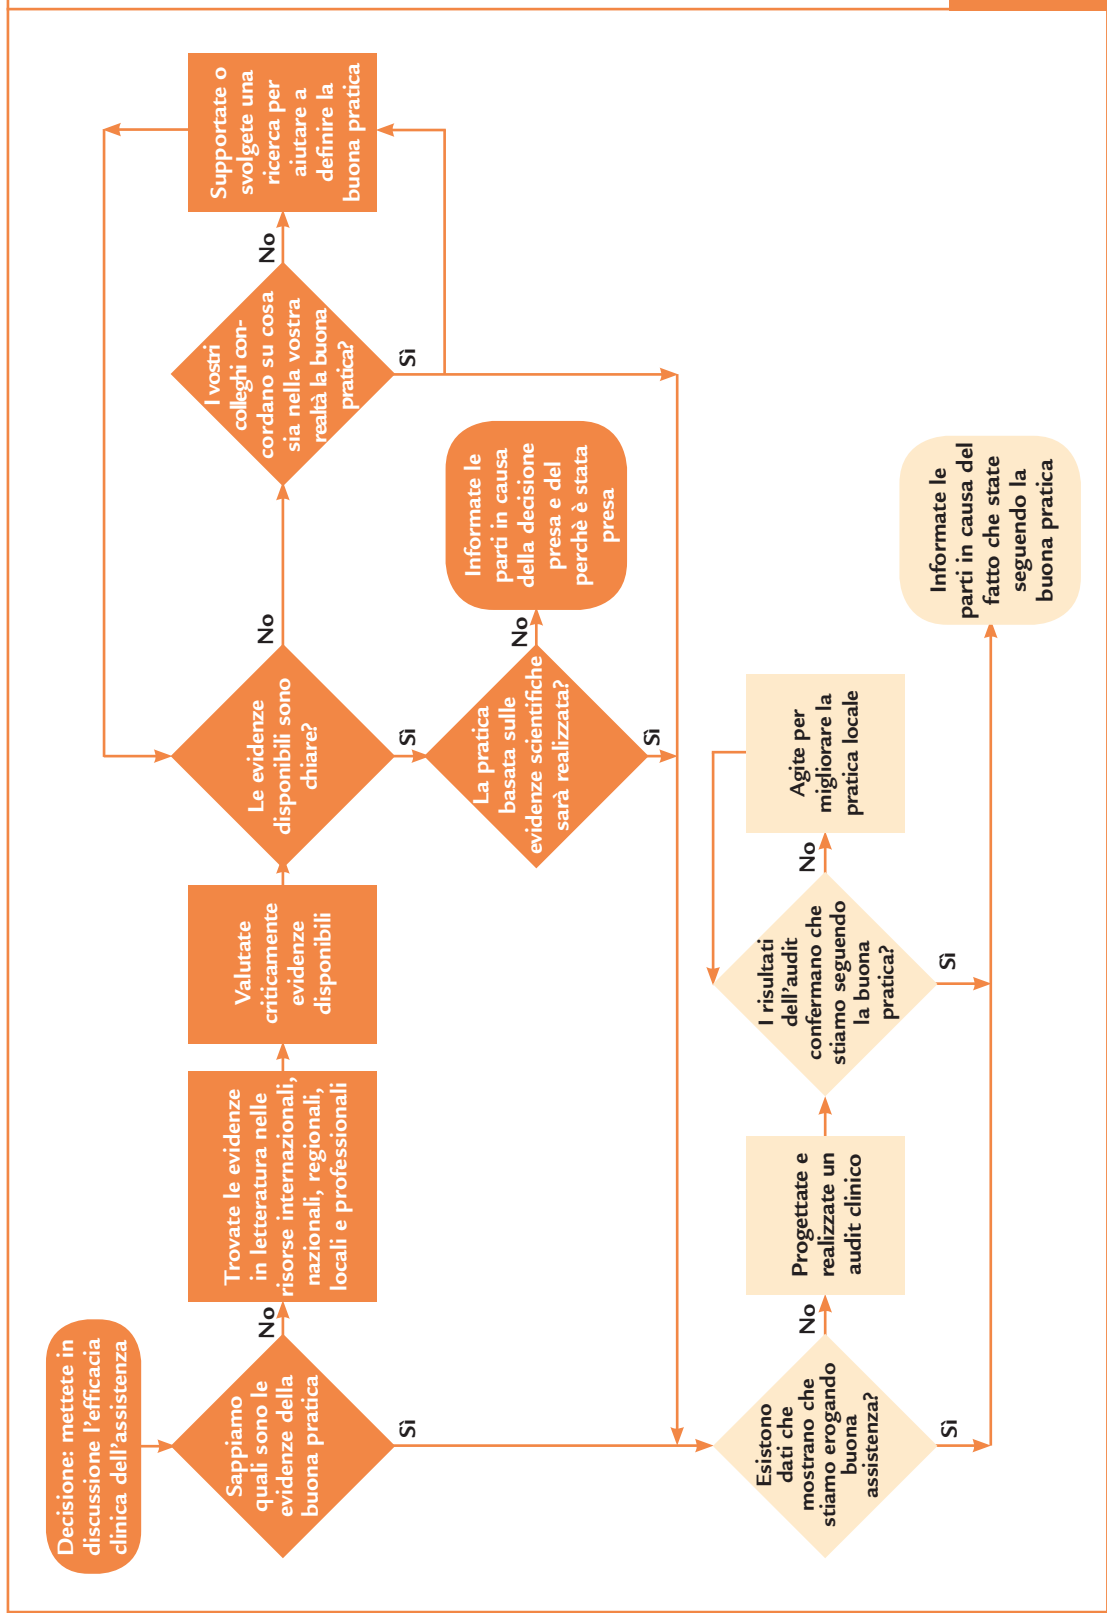 Decisione: mettete in
discussione l'efficacia
clinica dell'assistenza
Sappiamo
quali sono le
evidenze della
buona pratica
No
Sì
Trovate le evidenze
in letteratura nelle
risorse internazionali,
nazionali, regionali,
locali e professionali
Valutate
criticamente
evidenze
disponibili
Le evidenze
disponibili sono
chiare?
No
Sì
I vostri
colleghi con-
cordano su cosa
sia nella vostra
realtà la buona
pratica?
No
Sì
Supportate o
svolgete una
ricerca per
aiutare a
definire la
buona pratica
La pratica
basata sulle
evidenze scientifiche
sarà realizzata?
No
Sì
Informate le
parti in causa
della decisione
presa e del
perchè è stata
presa
Esistono
dati che
mostrano che
stiamo erogando
buona
assistenza?
No
Sì
Progettate e
realizzate un
audit clinico
I risultati
dell'audit
confermano che
stiamo seguendo
la buona
pratica?
No
Sì
Agite per
migliorare la
pratica locale
Informate le
parti in causa del
fatto che state
seguendo la
buona pratica